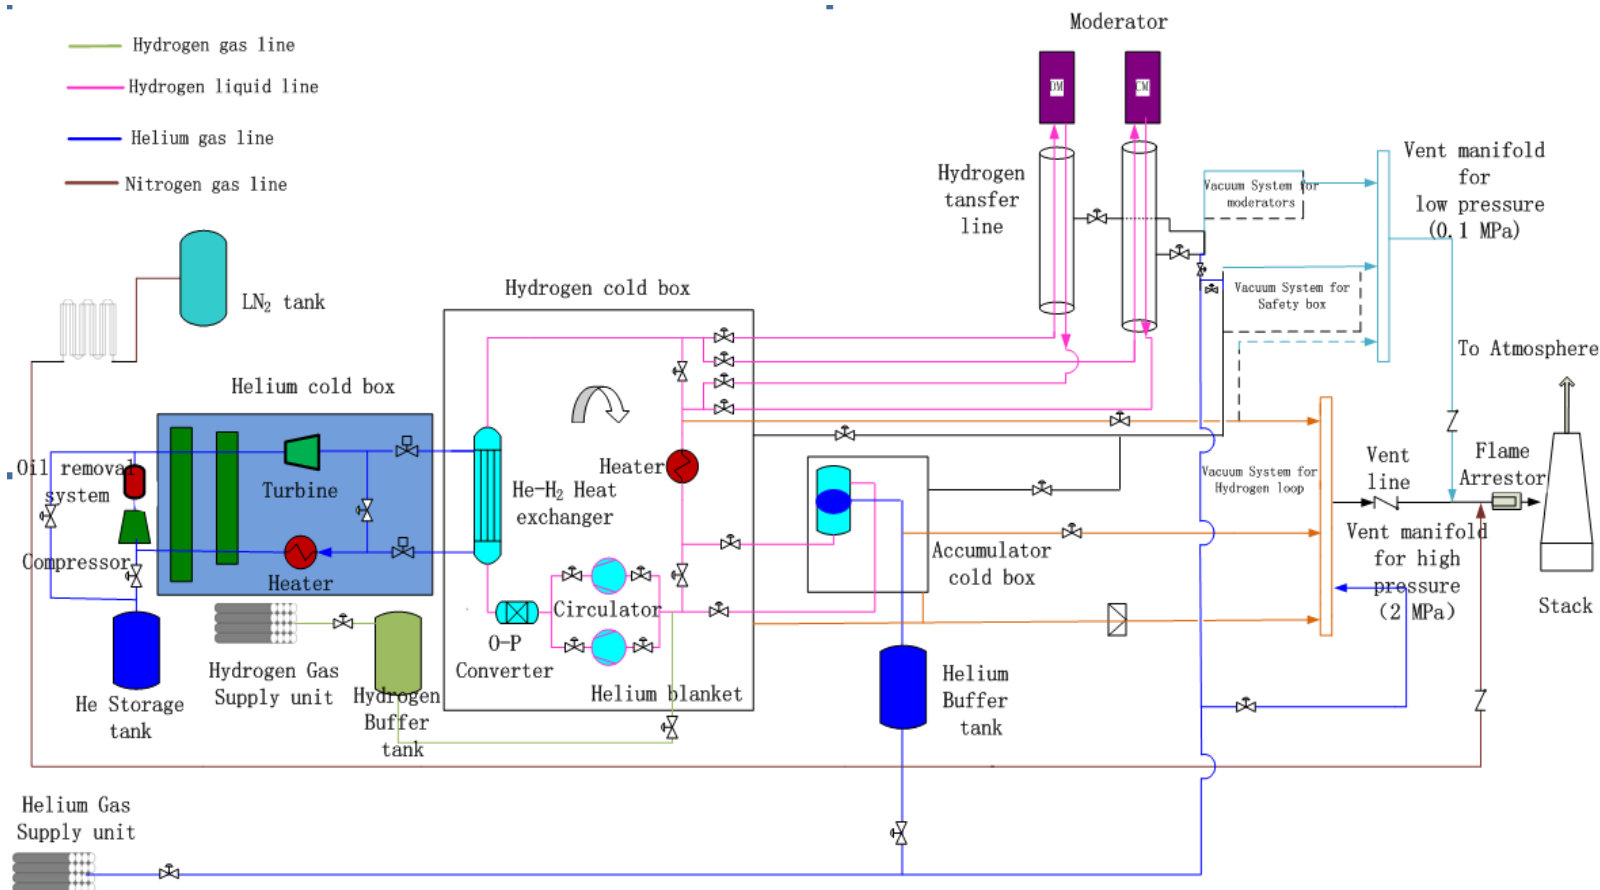 Moderator
Hydrogen gas line
Hydrogen liquid line
Helium gas line
Nitrogen gas line
DM
CM
Hydrogen
tansfer
line
Vacuum System for
moderators
Vent manifold
for
low pressure
(0.1 MPa)
LN2 tank
Hydrogen cold box
Vacuum System for
Safety box
To Atmosphere
Helium cold box
Oil removal
system
Turbine
Heater
He-H2 Heat
exchanger
Vacuum System for
Hydrogen loop
Vent
line
Flame
Arrestor
Compressor
Heater
Accumulator
cold box
Vent manifold
for high
pressure
(2 MPa)
Circulator
Stack
O-P
Converter
Hydrogen Gas
Supply unit
Hydrogen
Buffer
tank
Helium blanket
Helium
Buffer
tank
He Storage
tank
Helium Gas
Supply unit